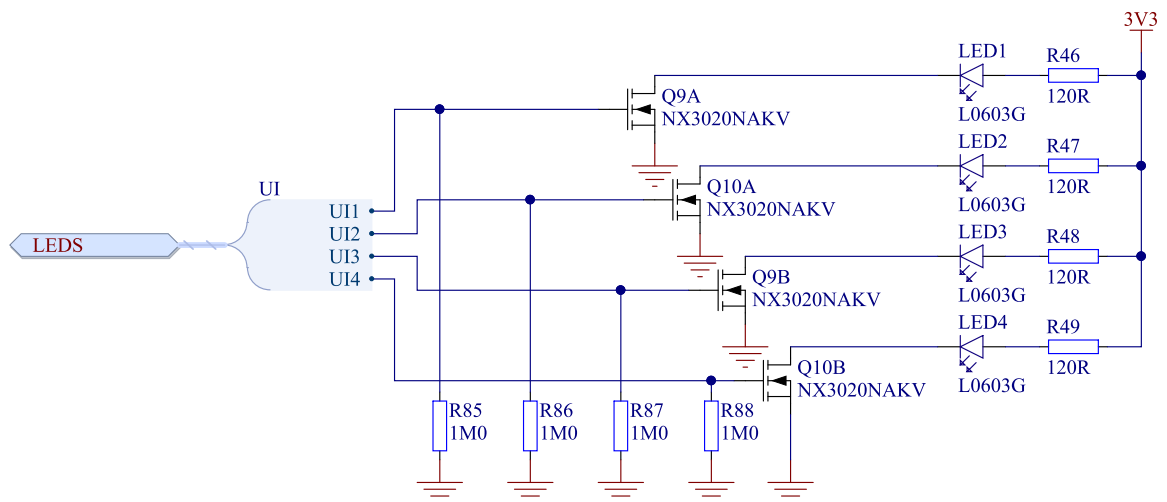 3V3
LED1
R46
120R
L0603G
Q9A
NX3020NAKV
LED2
R47
120R
L0603G
UI
Q10A
NX3020NAKV
UI1
UI2
UI3
UI4
LEDS
LED3
R48
120R
L0603G
Q9B
NX3020NAKV
LED4
R49
120R
L0603G
Q10B
NX3020NAKV
R85
1M0
R86
1M0
R87
1M0
R88
1M0